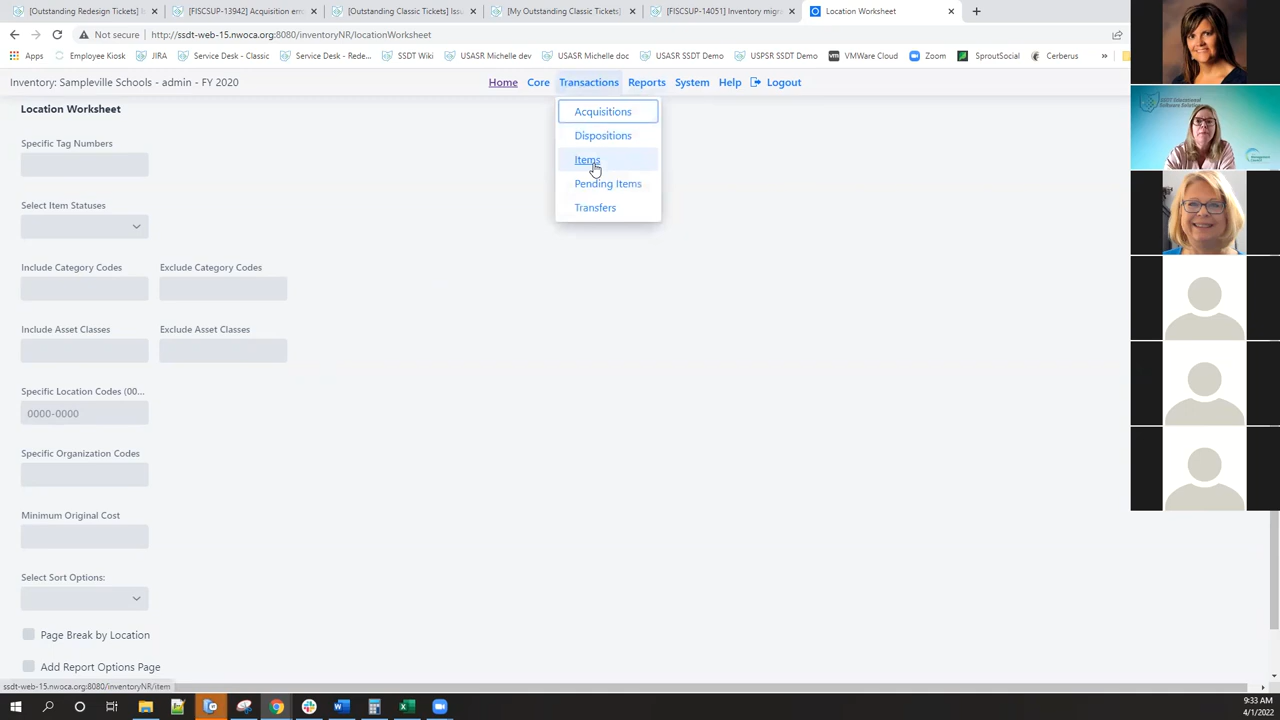 [Outstanding Redesign Tickets] I
[FISCSUP-13942] Acquisition erro
[Outstanding Classic Tickets] Issu
[My Outstanding Classic Tickets]
[FISCSUP-14051] Inventory migra
Location Worksheet
Not secure | http://ssdt-web-15.nwoca.org:8080/inventoryNR/locationWorksheet
Apps
Employee Kiosk
JIRA
Service Desk - Classic
Service Desk - Rede...
SSDT Wiki
USASR Michelle dev
USASR Michelle doc
USASR SSDT Demo
USPSR SSDT Demo
VMWare Cloud
Zoom
SproutSocial
Cerberus
»
Inventory: Sampleville Schools - admin - FY 2020
Home Core Transactions Reports System Help Logout
Location Worksheet
Acquisitions
Dispositions
Items
Pending Items
Transfers
Specific Tag Numbers
Select Item Statuses
Include Category Codes Exclude Category Codes
Include Asset Classes Exclude Asset Classes
Specific Location Codes (00...
0000-0000
Specific Organization Codes
Minimum Original Cost
Select Sort Options:
Page Break by Location
Add Report Options Page
ssdt-web-15.nwoca.org:8080/inventoryNR/item
9:33 AM
4/1/2022